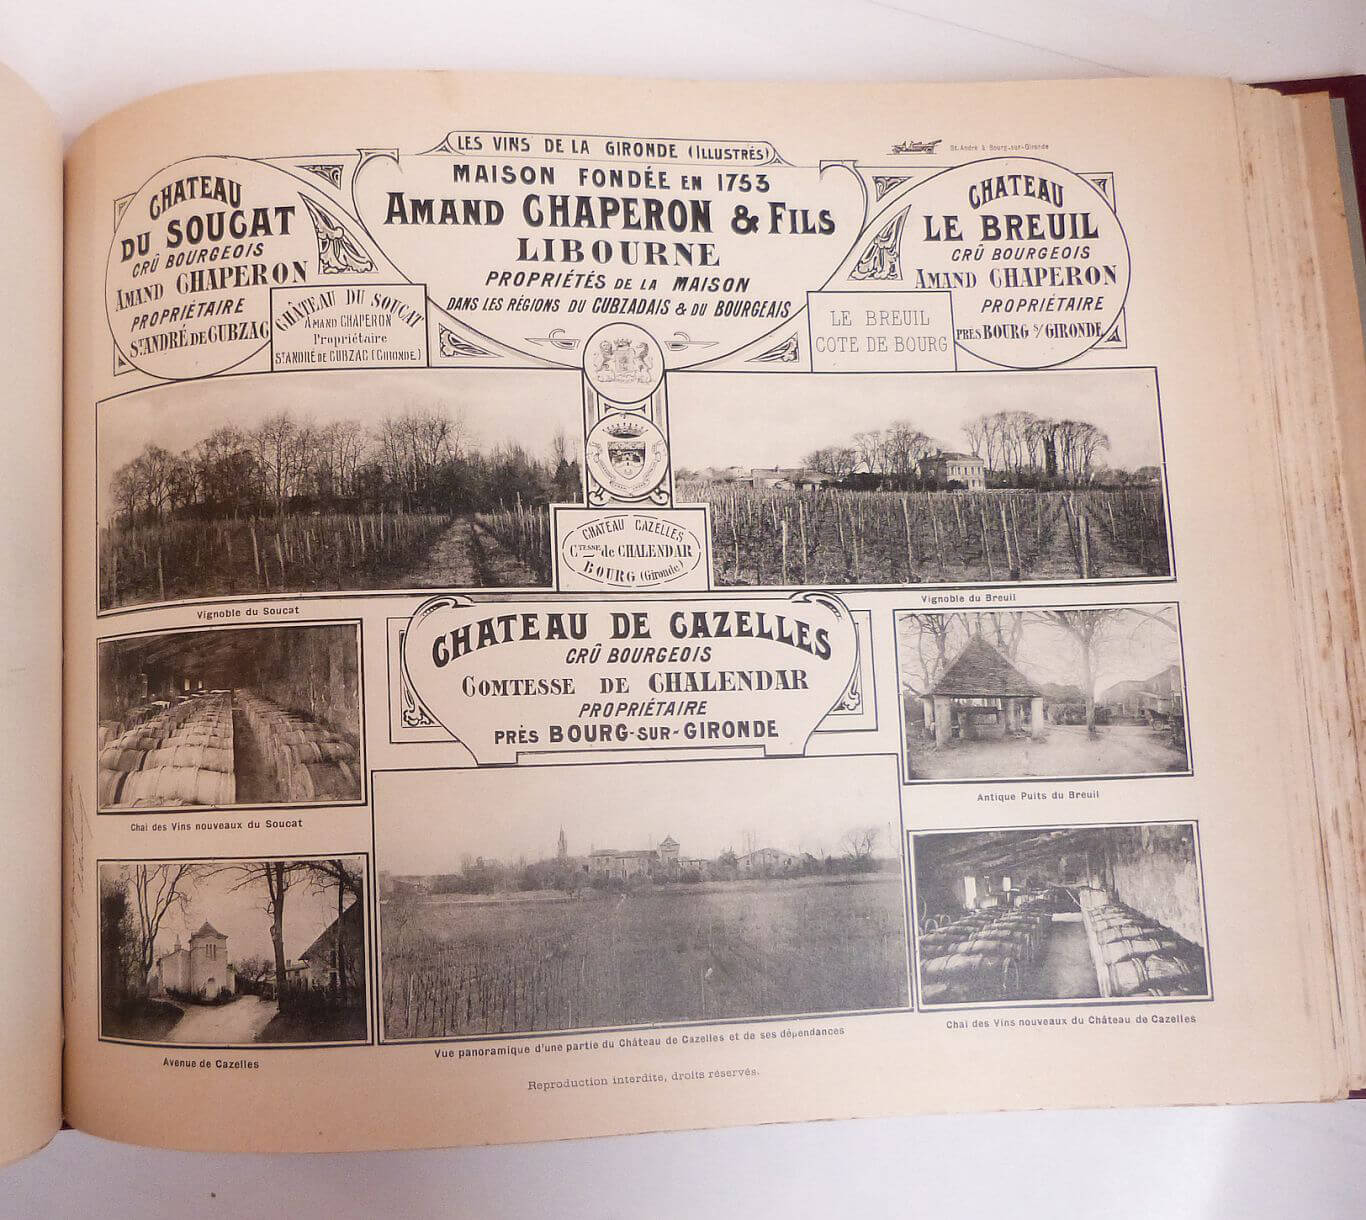 LES VINS DE LA GIRONDE (ILLUSTRÉS)
St. André & Bourg-sur-Gironde
MAISON FONDÉE EN 1753
AMAND CHAPERON & FILS
LIBOURNE
PROPRIÉTÉS DE LA MAISON
DANS LES RÉGIONS DU CUBZADAIS & DU BOURGEAIS
CHATEAU
DU SOUCAT
CRÛ BOURGEOIS
AMAND CHAPERON
PROPRIÉTAIRE
ST ANDRÉ DE CUBZAC
CHÂTEAU DU SOUCAT
AMAND CHAPERON
Propriétaire
ST ANDRÉ DE CUBZAC (GIRONDE)
CHATEAU
LE BREUIL
CRÛ BOURGEOIS
AMAND CHAPERON
PROPRIÉTAIRE
PRÈS BOURG S/ GIRONDE
LE BREUIL
COTE DE BOURG
CHATEAU CAZELLES
CTESSE de CHALENDAR
BOURG (Gironde)
Vignoble du Soucat
Vignoble du Breuil
CHATEAU DE CAZELLES
CRÛ BOURGEOIS
COMTESSE DE CHALENDAR
PROPRIÉTAIRE
PRÈS BOURG-SUR-GIRONDE
Chai des Vins nouveaux du Soucat
Antique Puits du Breuil
Avenue de Cazelles
Vue panoramique d'une partie du Château de Cazelles et de ses dépendances
Chai des Vins nouveaux du Château de Cazelles
Reproduction interdite, droits réservés.